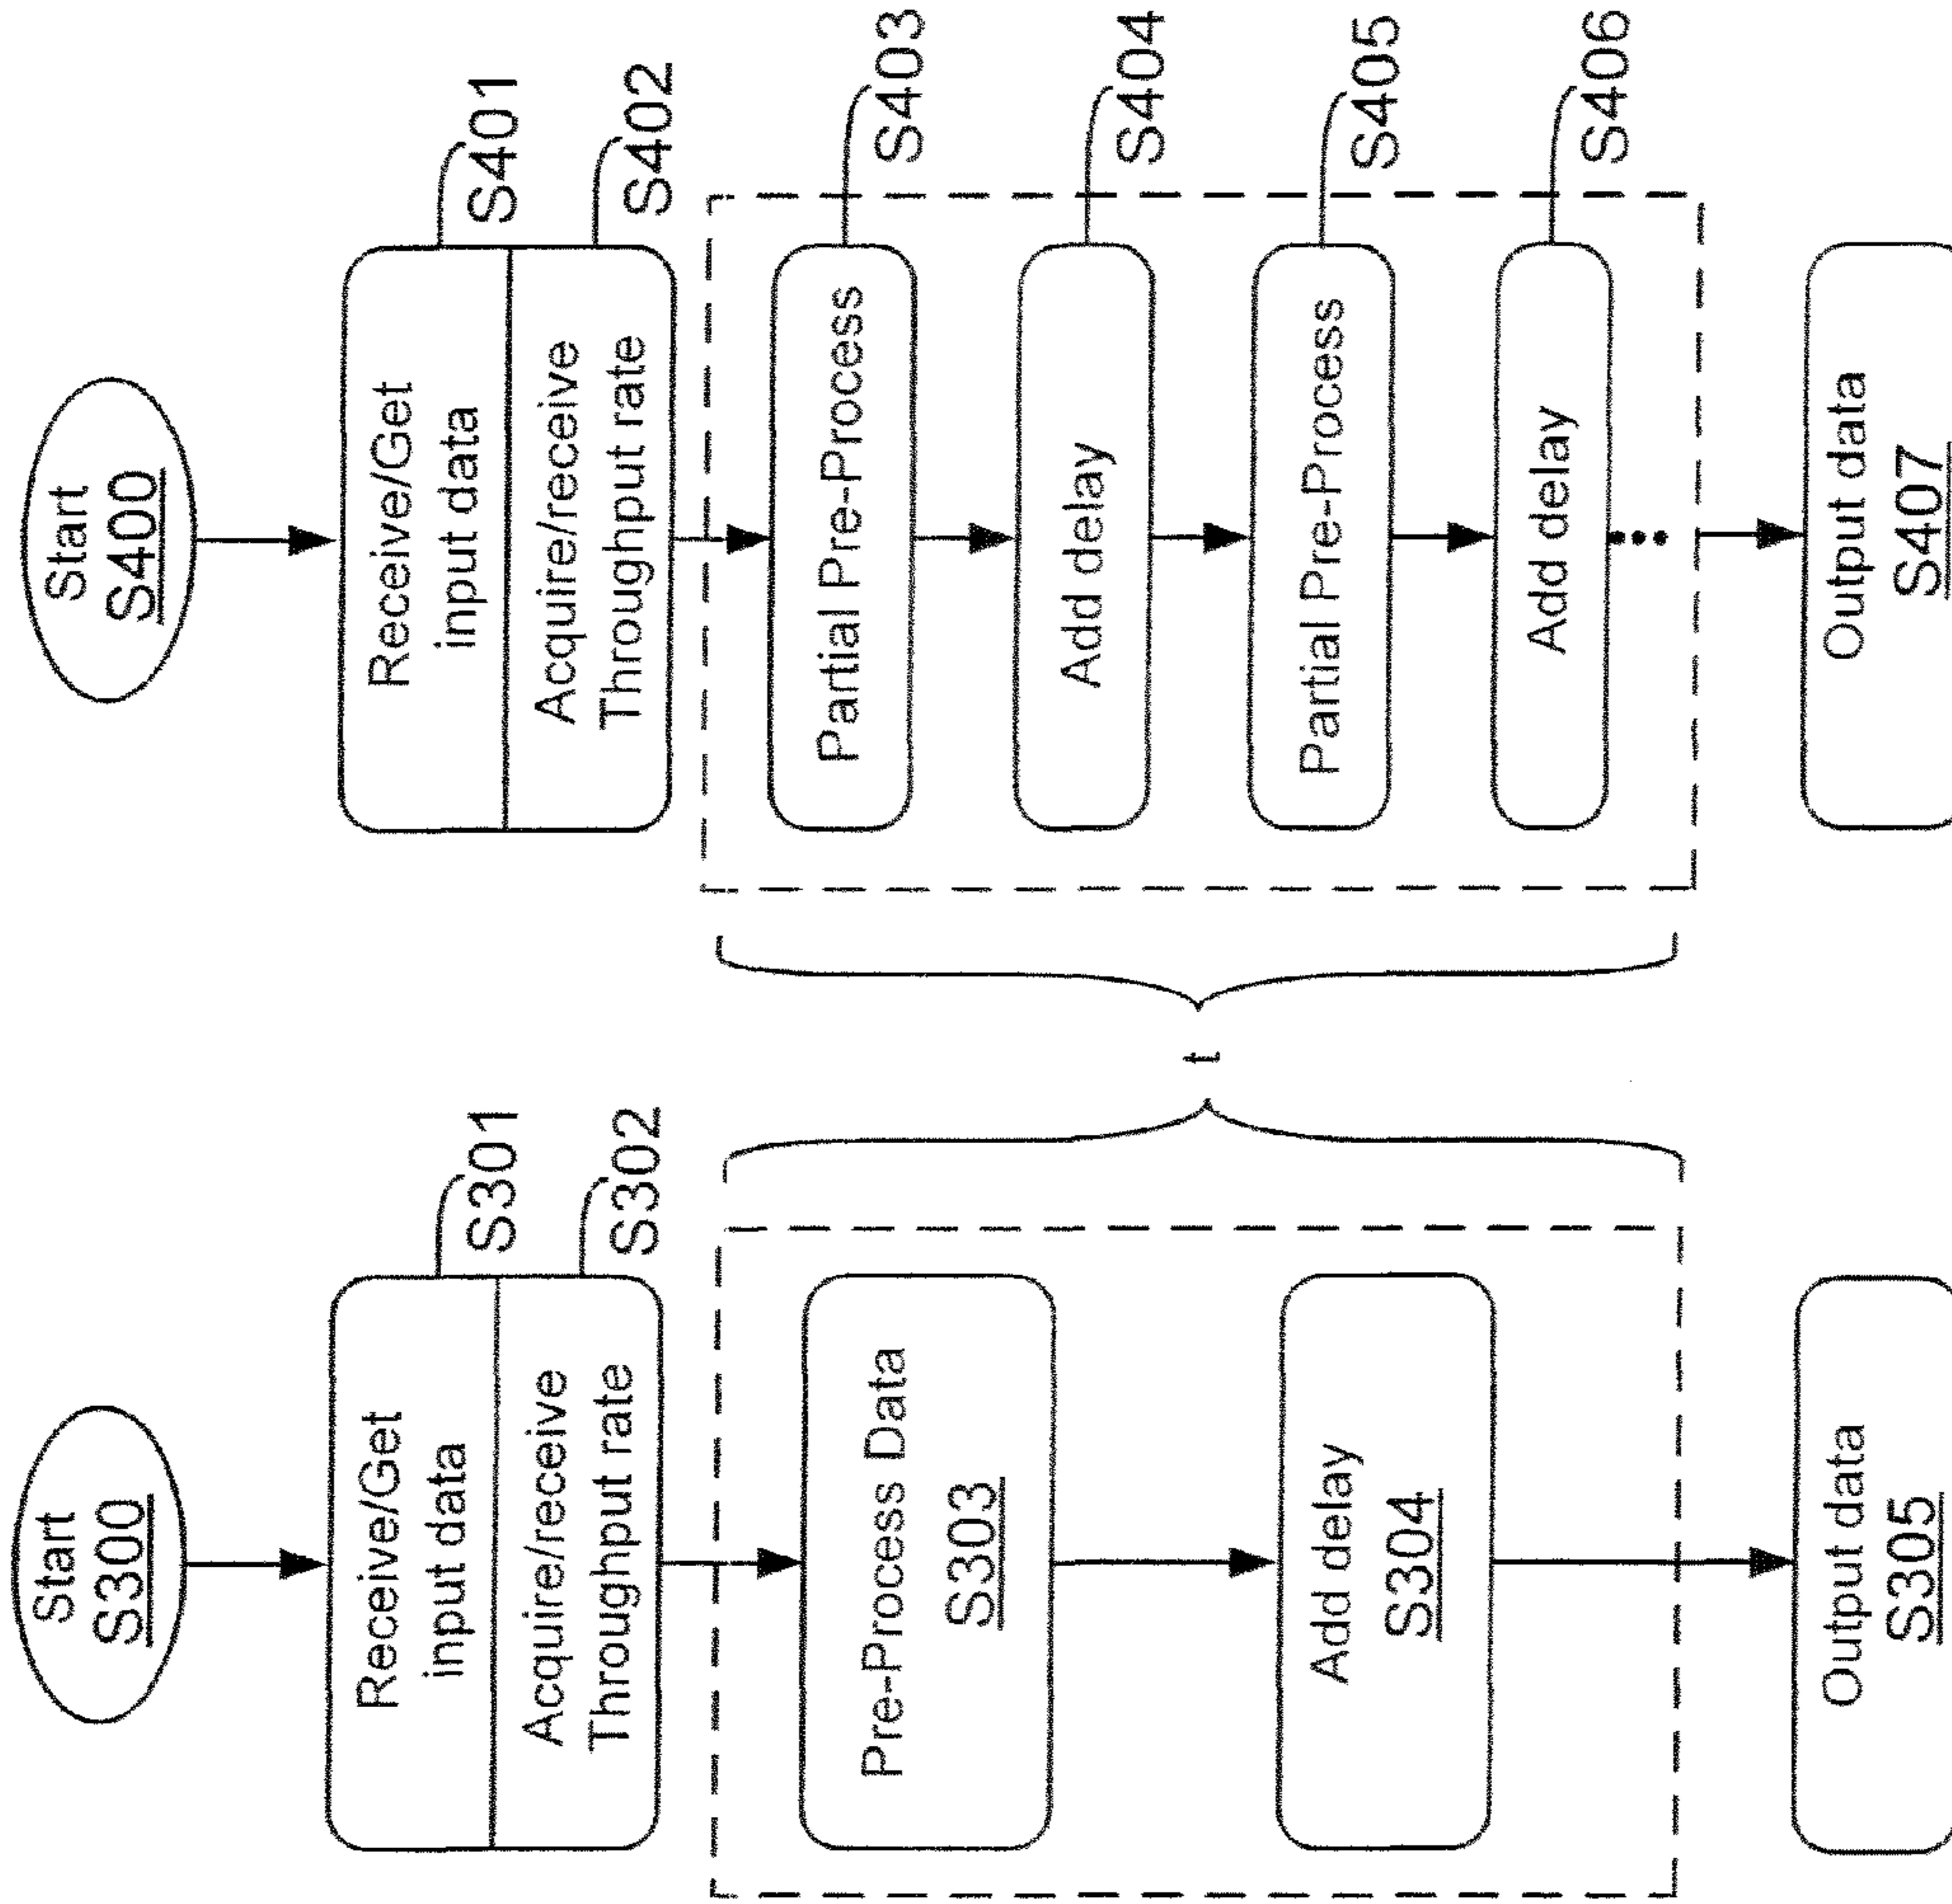 Start
S300
Receive/Get
input data
S301
Acquire/receive
Throughput rate
S302
Pre-Process Data
S303
Add delay
S304
Output data
S305
t
Start
S400
Receive/Get
input data
S401
Acquire/receive
Throughput rate
S402
Partial Pre-Process
S403
Add delay
S404
Partial Pre-Process
S405
Add delay
S406
Output data
S407